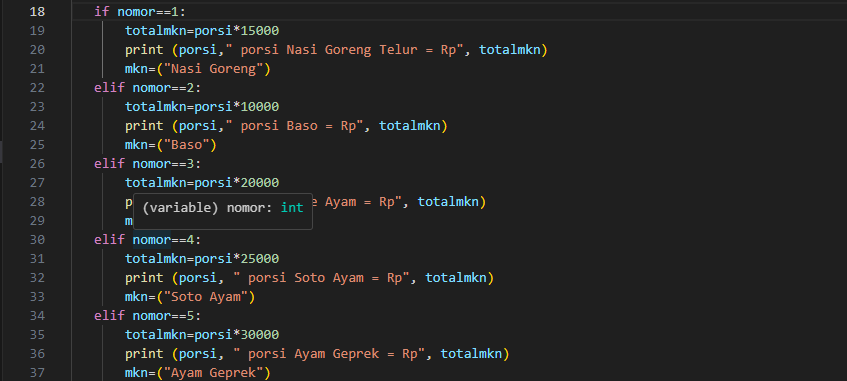 18 if nomor==1:
19 totalmkn=porsi*15000
20 print (porsi," porsi Nasi Goreng Telur = Rp", totalmkn)
21 mkn=("Nasi Goreng")
22 elif nomor==2:
23 totalmkn=porsi*10000
24 print (porsi," porsi Baso = Rp", totalmkn)
25 mkn=("Baso")
26 elif nomor==3:
27 totalmkn=porsi*20000
28 p e Ayam = Rp", totalmkn)
(variable) nomor: int
29 m
30 elif nomor==4:
31 totalmkn=porsi*25000
32 print (porsi, " porsi Soto Ayam = Rp", totalmkn)
33 mkn=("Soto Ayam")
34 elif nomor==5:
35 totalmkn=porsi*30000
36 print (porsi, " porsi Ayam Geprek = Rp", totalmkn)
37 mkn=("Ayam Geprek")